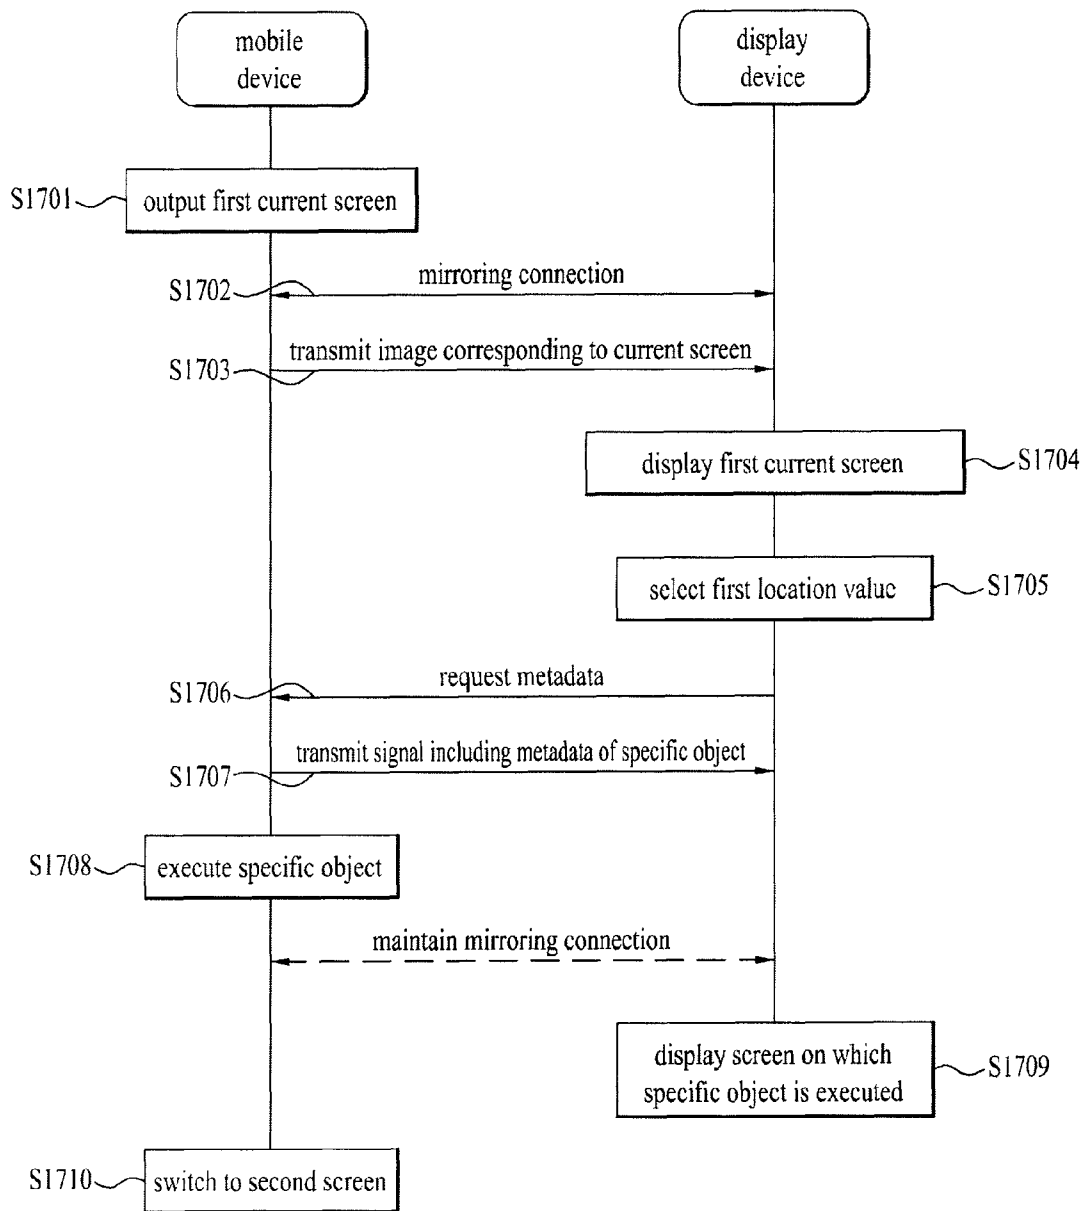 mobile
device
display
device
S1701
output first current screen
mirroring connection
S1702
transmit image corresponding to current screen
S1703
display first current screen
S1704
select first location value
S1705
request metadata
S1706
transmit signal including metadata of specific object
S1707
S1708
execute specific object
maintain mirroring connection
display screen on which
specific object is executed
S1709
S1710
switch to second screen